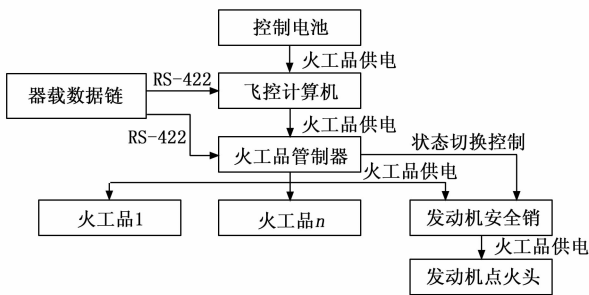 控制电池
火工品供电
器载数据链
RS-422
飞控计算机
火工品供电
RS-422
火工品管制器
状态切换控制
火工品供电
火工品1
火工品n
发动机安全销
火工品供电
发动机点火头